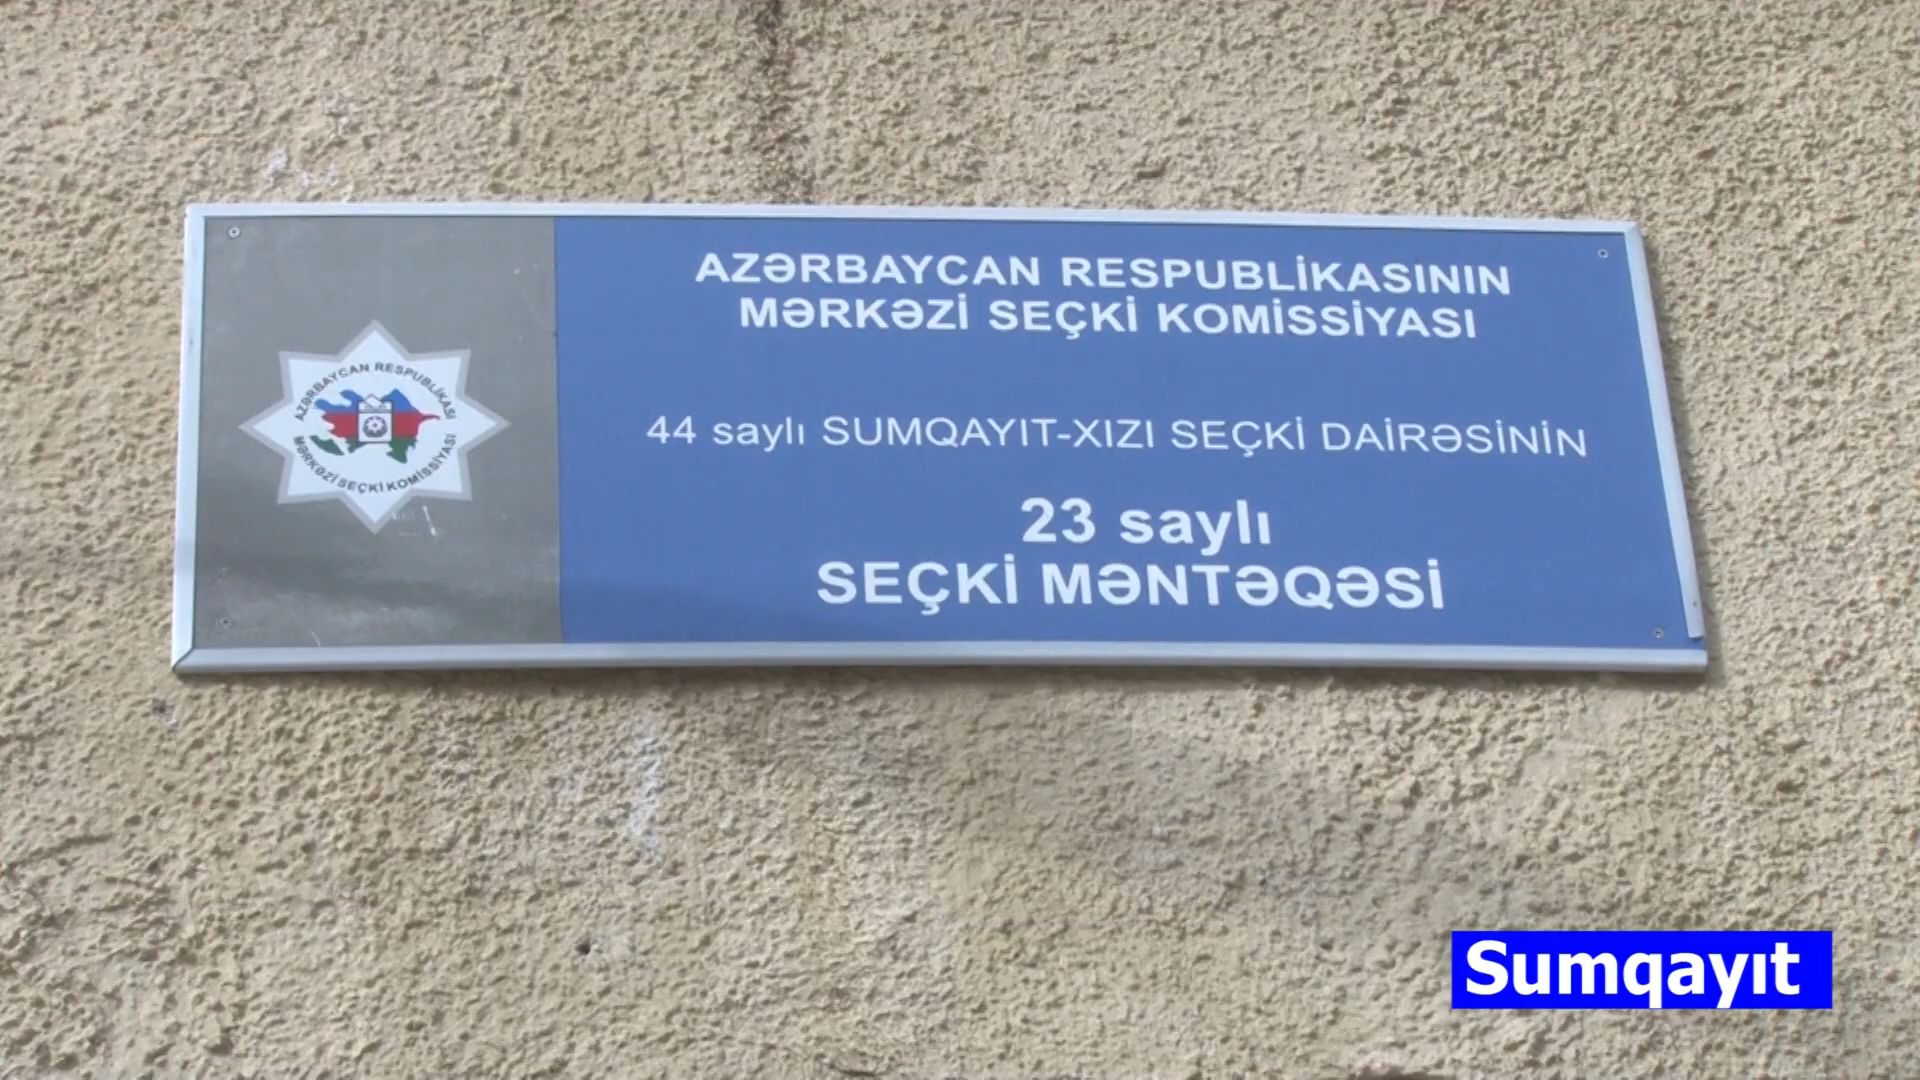 AZƏRBAYCAN RESPUBLİKASININ
MƏRKƏZİ SEÇKİ KOMİSSİYASI
44 saylı SUMQAYIT-XIZI SEÇKİ DAİRƏSİNİN
23 saylı
SEÇKİ MƏNTƏQƏSİ
AZƏRBAYCAN RESPUBLİKASI
MƏRKƏZİ SEÇKİ KOMİSSİYASI
Sumqayıt